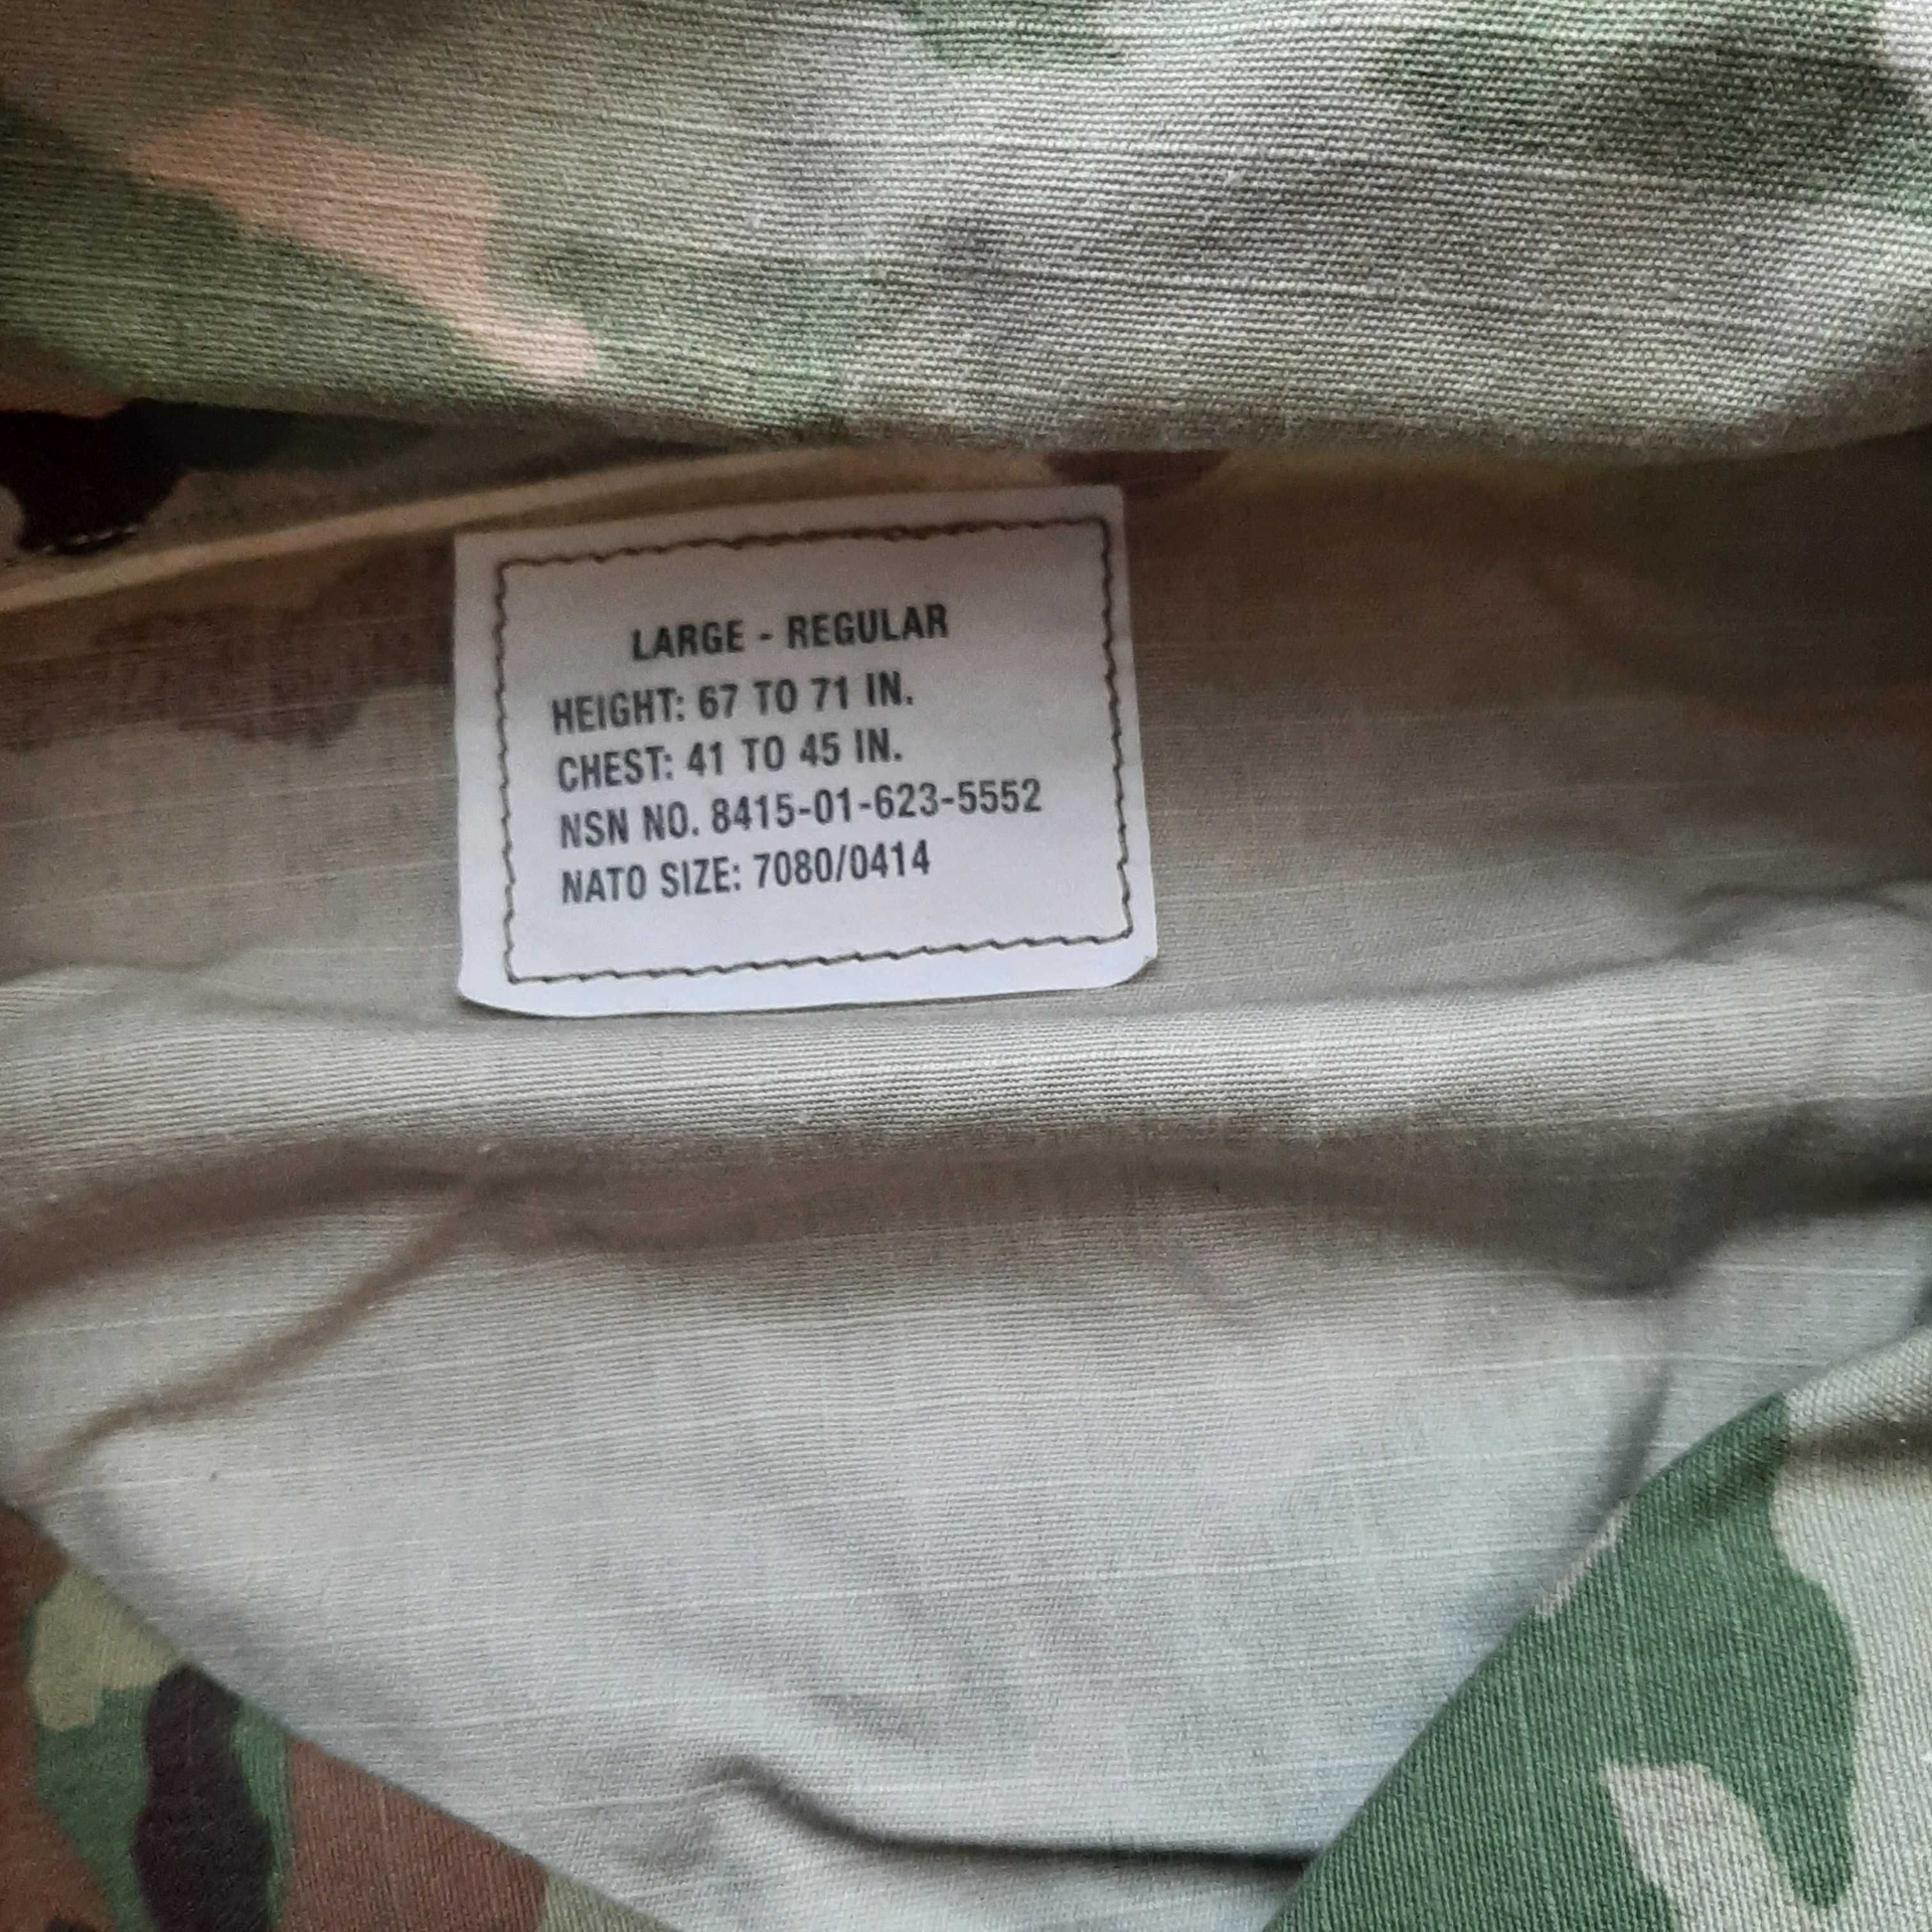 LARGE - REGULAR
HEIGHT: 67 TO 71 IN.
CHEST: 41 TO 45 IN.
NSN NO. 8415-01-623-5552
NATO SIZE: 7080/0414